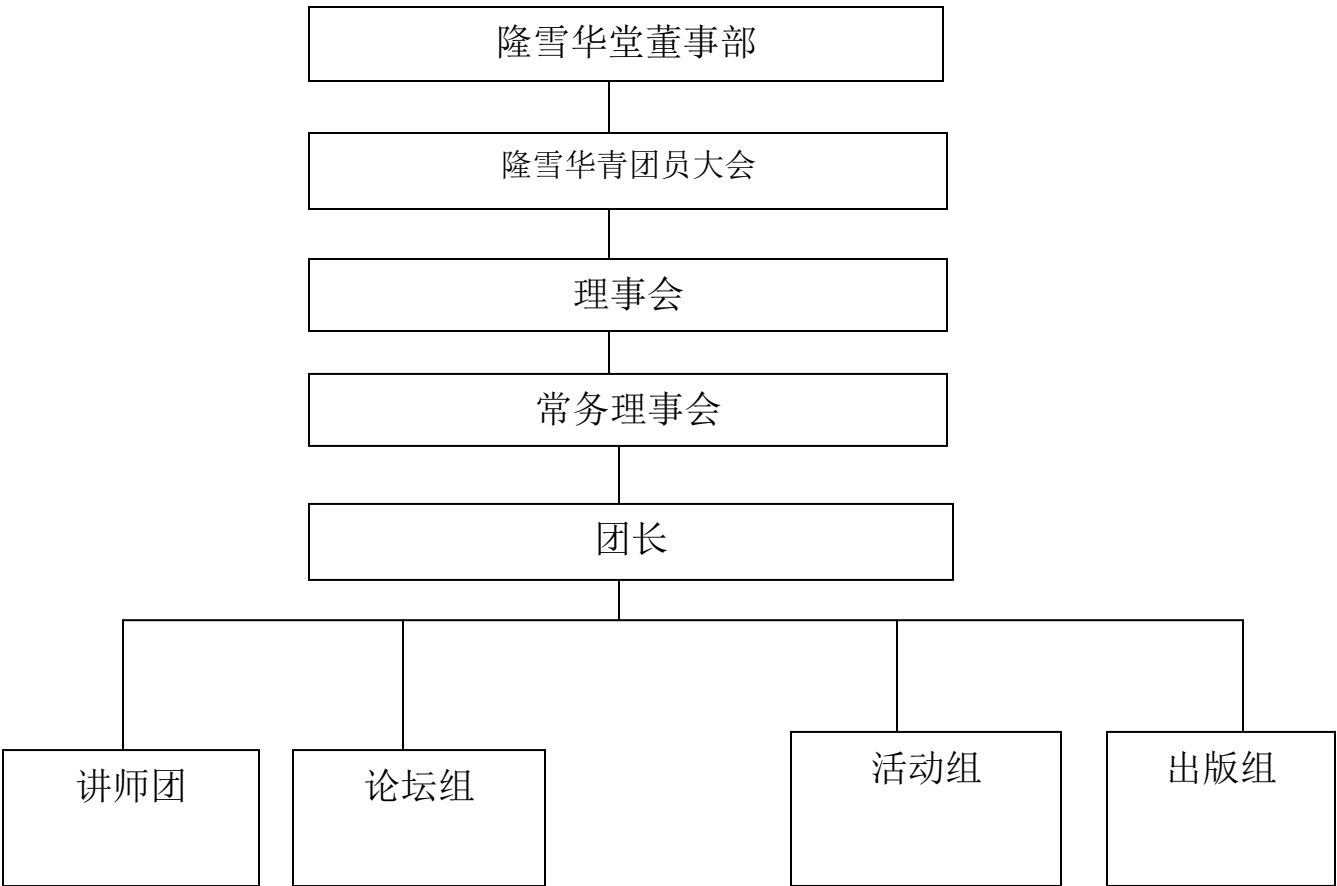 隆雪华堂董事部
隆雪华青团员大会
理事会
常务理事会
团长
讲师团
论坛组
活动组
出版组